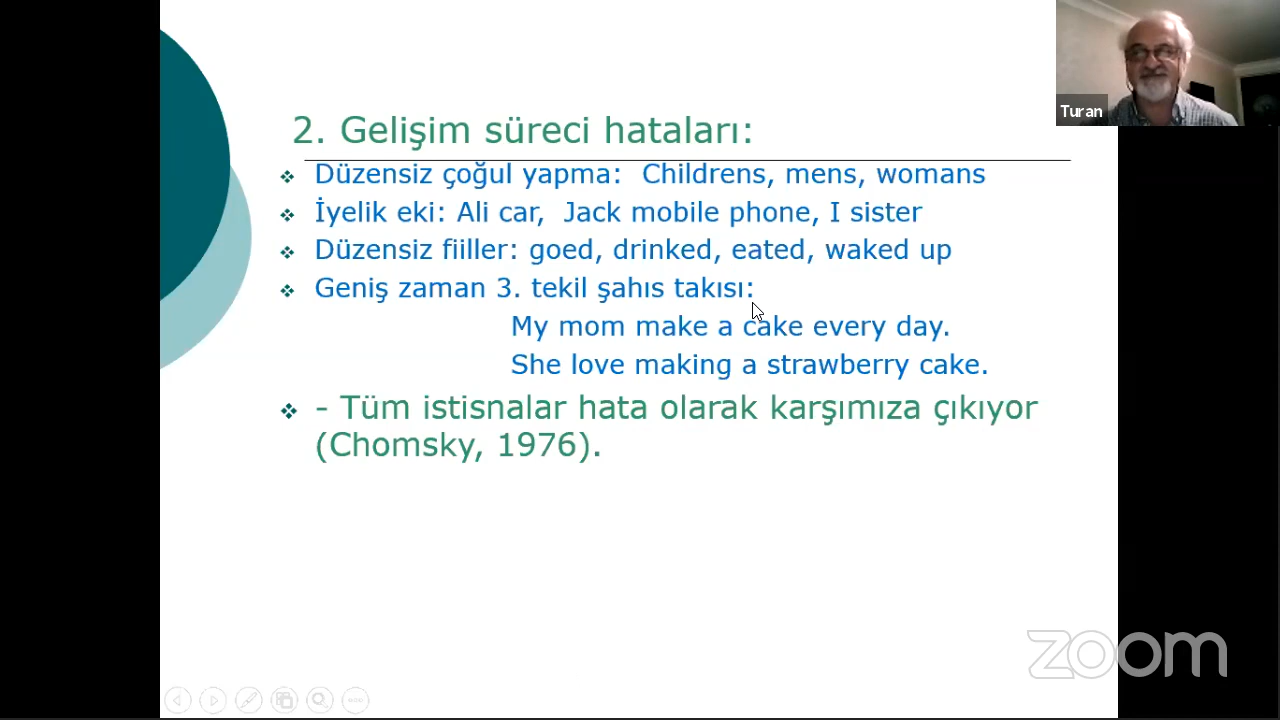 2. Gelişim süreci hataları:
Düzensiz çoğul yapma: Childrens, mens, womans
İyelik eki: Ali car, Jack mobile phone, I sister
Düzensiz fiiller: goed, drinked, eated, waked up
Geniş zaman 3. tekil şahıs takısı:
My mom make a cake every day.
She love making a strawberry cake.
- Tüm istisnalar hata olarak karşımıza çıkıyor
(Chomsky, 1976).
Turan
zoom